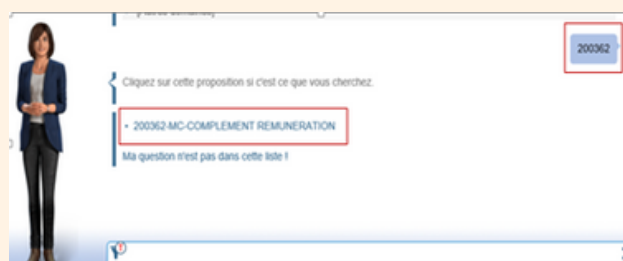 200362
Cliquez sur cette proposition si c'est ce que vous cherchez.
• 200362-MC-COMPLEMENT REMUNERATION
Ma question n'est pas dans cette liste !